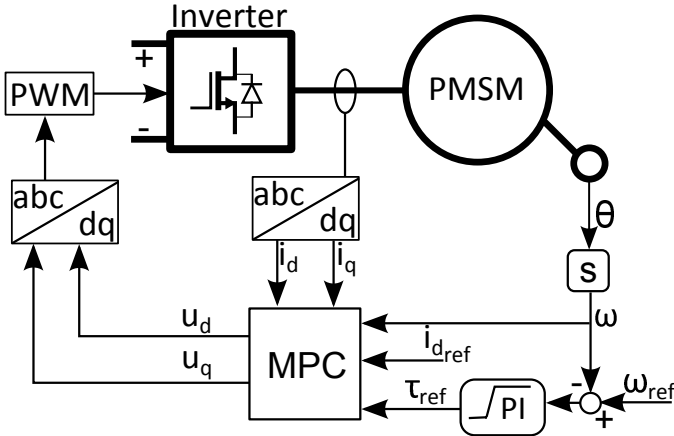 Inverter
+
-
PWM
PMSM
abc
dq
abc
dq
θ
i_d
i_q
s
u_d
ω
i_dref
u_q
MPC
τ_ref
PI
-
+
ω_ref